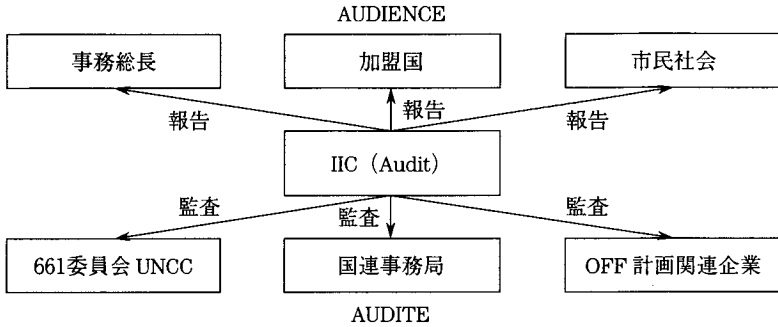 AUDIENCE
事務総長
加盟国
市民社会
報告
報告
報告
IIC（Audit）
監査
監査
監査
661委員会 UNCC
国連事務局
OFF 計画関連企業
AUDITE